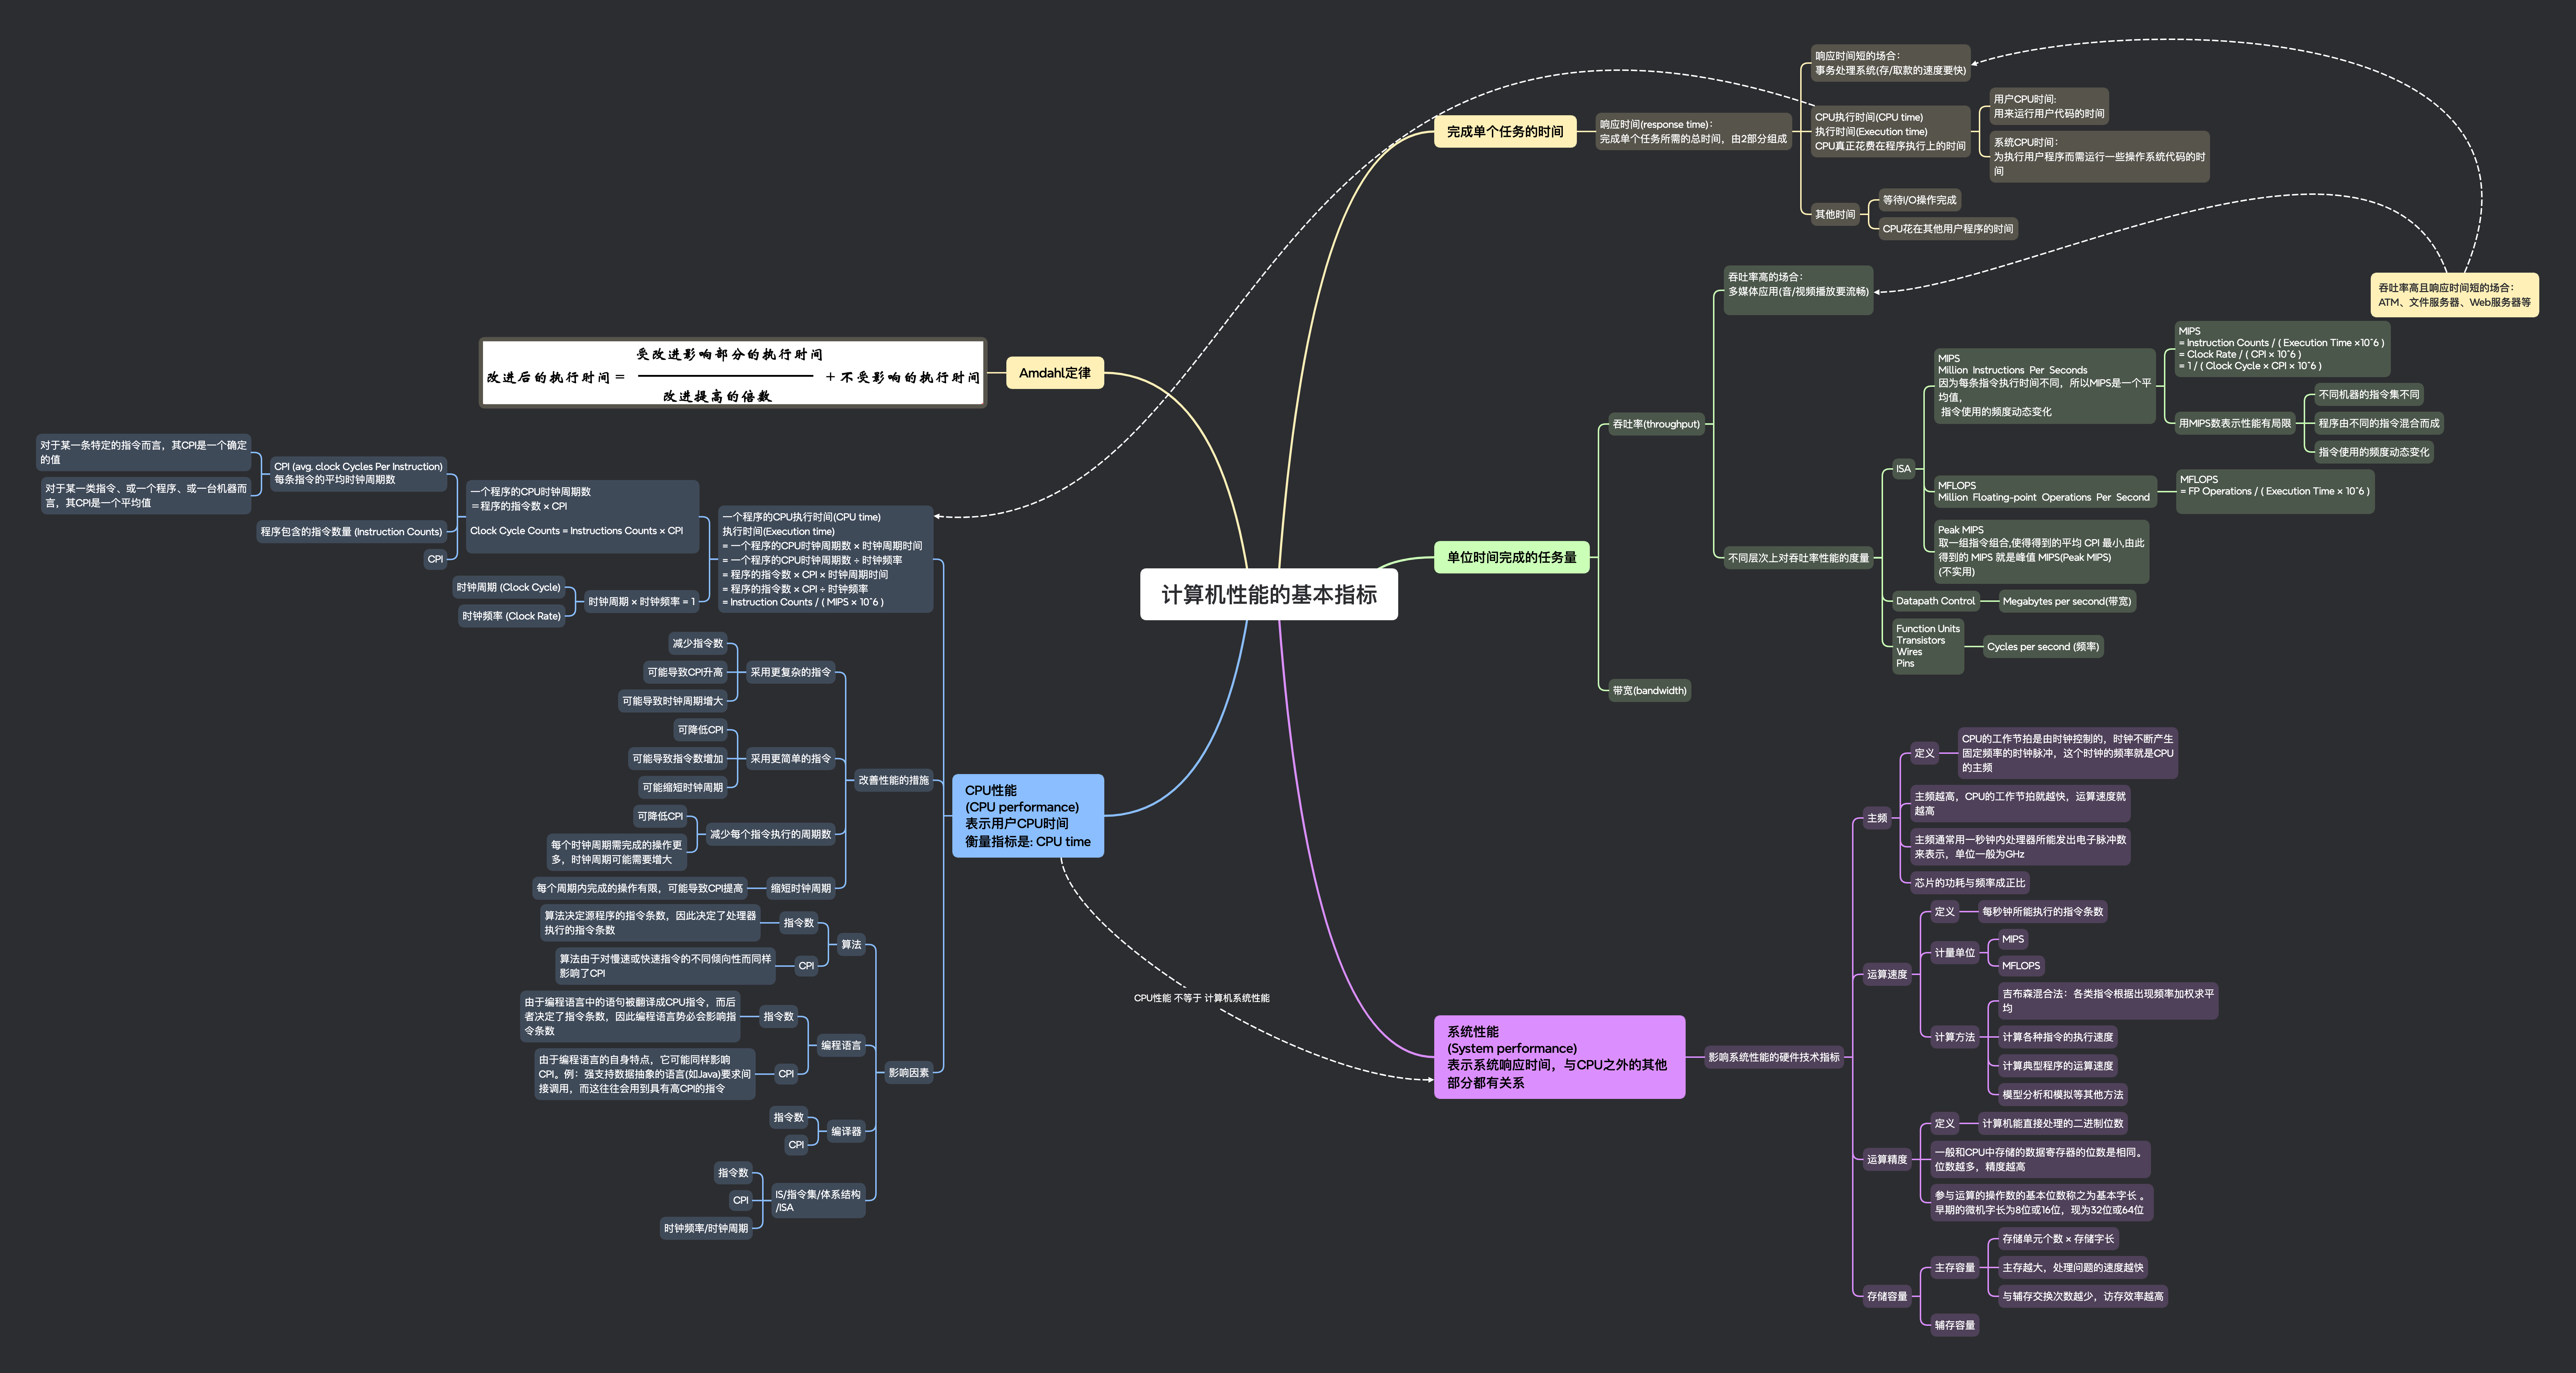 计算机性能的基本指标
完成单个任务的时间
响应时间(response time)：
完成单个任务所需的总时间，由2部分组成
响应时间短的场合：
事务处理系统(存/取款的速度要快)
CPU执行时间(CPU time)
执行时间(Execution time)
CPU真正花费在程序执行上的时间
用户CPU时间:
用来运行用户代码的时间
系统CPU时间：
为执行用户程序而需运行一些操作系统代码的时
间
其他时间
等待I/O操作完成
CPU花在其他用户程序的时间
吞吐率高且响应时间短的场合：
ATM、文件服务器、Web服务器等
单位时间完成的任务量
吞吐率(throughput)
吞吐率高的场合：
多媒体应用(音/视频播放要流畅)
不同层次上对吞吐率性能的度量
ISA
MIPS
Million Instructions Per Seconds
因为每条指令执行时间不同，所以MIPS是一个平
均值，
指令使用的频度动态变化
MIPS
= Instruction Counts / ( Execution Time ×10^6 )
= Clock Rate / ( CPI × 10^6 )
= 1 / ( Clock Cycle × CPI × 10^6 )
用MIPS数表示性能有局限
不同机器的指令集不同
程序由不同的指令混合而成
指令使用的频度动态变化
MFLOPS
Million Floating-point Operations Per Second
MFLOPS
= FP Operations / ( Execution Time × 10^6 )
Peak MIPS
取一组指令组合,使得得到的平均 CPI 最小,由此
得到的 MIPS 就是峰值 MIPS(Peak MIPS)
(不实用)
Datapath Control
Megabytes per second(带宽)
Function Units
Transistors
Wires
Pins
Cycles per second (频率)
带宽(bandwidth)
系统性能
(System performance)
表示系统响应时间，与CPU之外的其他
部分都有关系
影响系统性能的硬件技术指标
主频
定义
CPU的工作节拍是由时钟控制的，时钟不断产生
固定频率的时钟脉冲，这个时钟的频率就是CPU
的主频
主频越高，CPU的工作节拍就越快，运算速度就
越高
主频通常用一秒钟内处理器所能发出电子脉冲数
来表示，单位一般为GHz
芯片的功耗与频率成正比
运算速度
定义
每秒钟所能执行的指令条数
计量单位
MIPS
MFLOPS
计算方法
吉布森混合法：各类指令根据出现频率加权求平
均
计算各种指令的执行速度
计算典型程序的运算速度
模型分析和模拟等其他方法
运算精度
定义
计算机能直接处理的二进制位数
一般和CPU中存储的数据寄存器的位数是相同。
位数越多，精度越高
参与运算的操作数的基本位数称之为基本字长 。
早期的微机字长为8位或16位，现为32位或64位
存储容量
主存容量
存储单元个数 × 存储字长
主存越大，处理问题的速度越快
与辅存交换次数越少，访存效率越高
辅存容量
Amdahl定律
受改进影响部分的执行时间
改进后的执行时间 = + 不受影响的执行时间
改进提高的倍数
CPU性能
(CPU performance)
表示用户CPU时间
衡量指标是: CPU time
CPU性能 不等于 计算机系统性能
一个程序的CPU执行时间(CPU time)
执行时间(Execution time)
= 一个程序的CPU时钟周期数 × 时钟周期时间
= 一个程序的CPU时钟周期数 ÷ 时钟频率
= 程序的指令数 × CPI × 时钟周期时间
= 程序的指令数 × CPI ÷ 时钟频率
= Instruction Counts / ( MIPS × 10^6 )
一个程序的CPU时钟周期数
＝程序的指令数 × CPI
Clock Cycle Counts = Instructions Counts × CPI
CPI (avg. clock Cycles Per Instruction)
每条指令的平均时钟周期数
对于某一条特定的指令而言，其CPI是一个确定
的值
对于某一类指令、或一个程序、或一台机器而
言，其CPI是一个平均值
程序包含的指令数量 (Instruction Counts)
CPI
时钟周期 × 时钟频率 = 1
时钟周期 (Clock Cycle)
时钟频率 (Clock Rate)
改善性能的措施
采用更复杂的指令
减少指令数
可能导致CPI升高
可能导致时钟周期增大
采用更简单的指令
可降低CPI
可能导致指令数增加
可能缩短时钟周期
减少每个指令执行的周期数
可降低CPI
每个时钟周期需完成的操作更
多，时钟周期可能需要增大
缩短时钟周期
每个周期内完成的操作有限，可能导致CPI提高
影响因素
算法
指令数
算法决定源程序的指令条数，因此决定了处理器
执行的指令条数
CPI
算法由于对慢速或快速指令的不同倾向性而同样
影响了CPI
编程语言
指令数
由于编程语言中的语句被翻译成CPU指令，而后
者决定了指令条数，因此编程语言势必会影响指
令条数
CPI
由于编程语言的自身特点，它可能同样影响
CPI。例：强支持数据抽象的语言(如Java)要求间
接调用，而这往往会用到具有高CPI的指令
编译器
指令数
CPI
IS/指令集/体系结构
/ISA
指令数
CPI
时钟频率/时钟周期